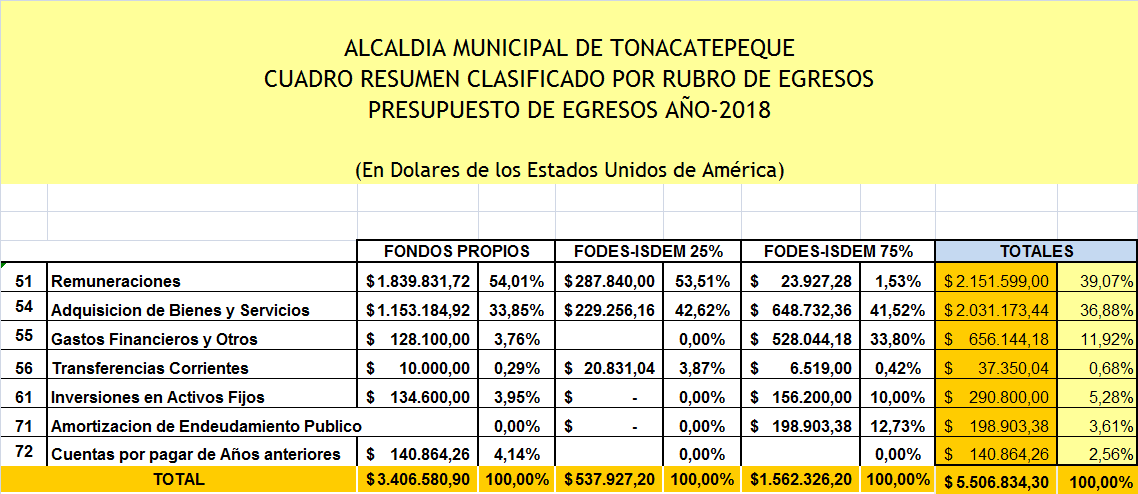 ALCALDIA MUNICIPAL DE TONACATEPEQUE
CUADRO RESUMEN CLASIFICADO POR RUBRO DE EGRESOS
PRESUPUESTO DE EGRESOS AÑO-2018
(En Dolares de los Estados Unidos de América)
FONDOS PROPIOS FODES-ISDEM 25% FODES-ISDEM 75% TOTALES
51 Remuneraciones $1.839.831,72 54,01% $287.840,00 53,51% $ 23.927,28 1,53% $2.151.599,00 39,07%
54 Adquisicion de Bienes y Servicios $1.153.184,92 33,85% $229.256,16 42,62% $ 648.732,36 41,52% $2.031.173,44 36,88%
55 Gastos Financieros y Otros $ 128.100,00 3,76% 0,00% $ 528.044,18 33,80% $ 656.144,18 11,92%
56 Transferencias Corrientes $ 10.000,00 0,29% $ 20.831,04 3,87% $ 6.519,00 0,42% $ 37.350,04 0,68%
61 Inversiones en Activos Fijos $ 134.600,00 3,95% $ - 0,00% $ 156.200,00 10,00% $ 290.800,00 5,28%
71 Amortizacion de Endeudamiento Publico 0,00% $ - 0,00% $ 198.903,38 12,73% $ 198.903,38 3,61%
72 Cuentas por pagar de Años anteriores $ 140.864,26 4,14% 0,00% 0,00% $ 140.864,26 2,56%
TOTAL $3.406.580,90 100,00% $537.927,20 100,00% $1.562.326,20 100,00% $5.506.834,30 100,00%